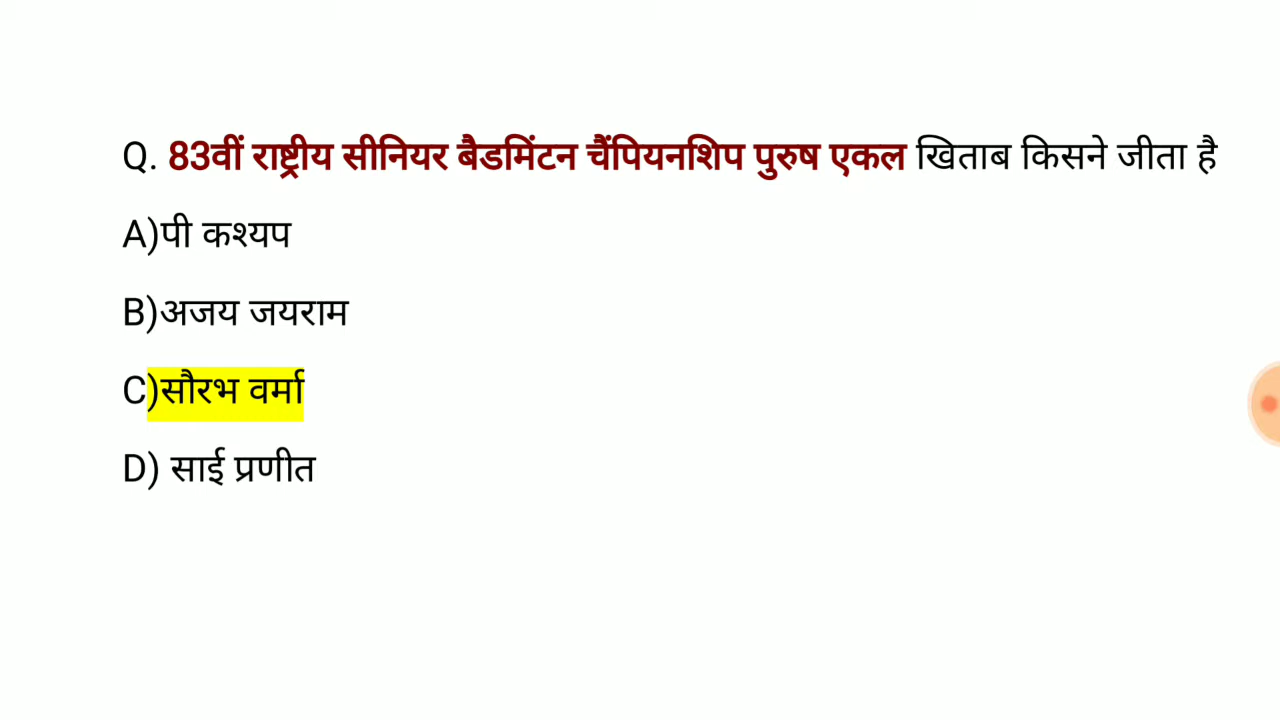 Q. 83वीं राष्ट्रीय सीनियर बैडमिंटन चैंपियनशिप पुरुष एकल खिताब किसने जीता है
A)पी कश्यप
B)अजय जयराम
C)सौरभ वर्मा
D) साई प्रणीत